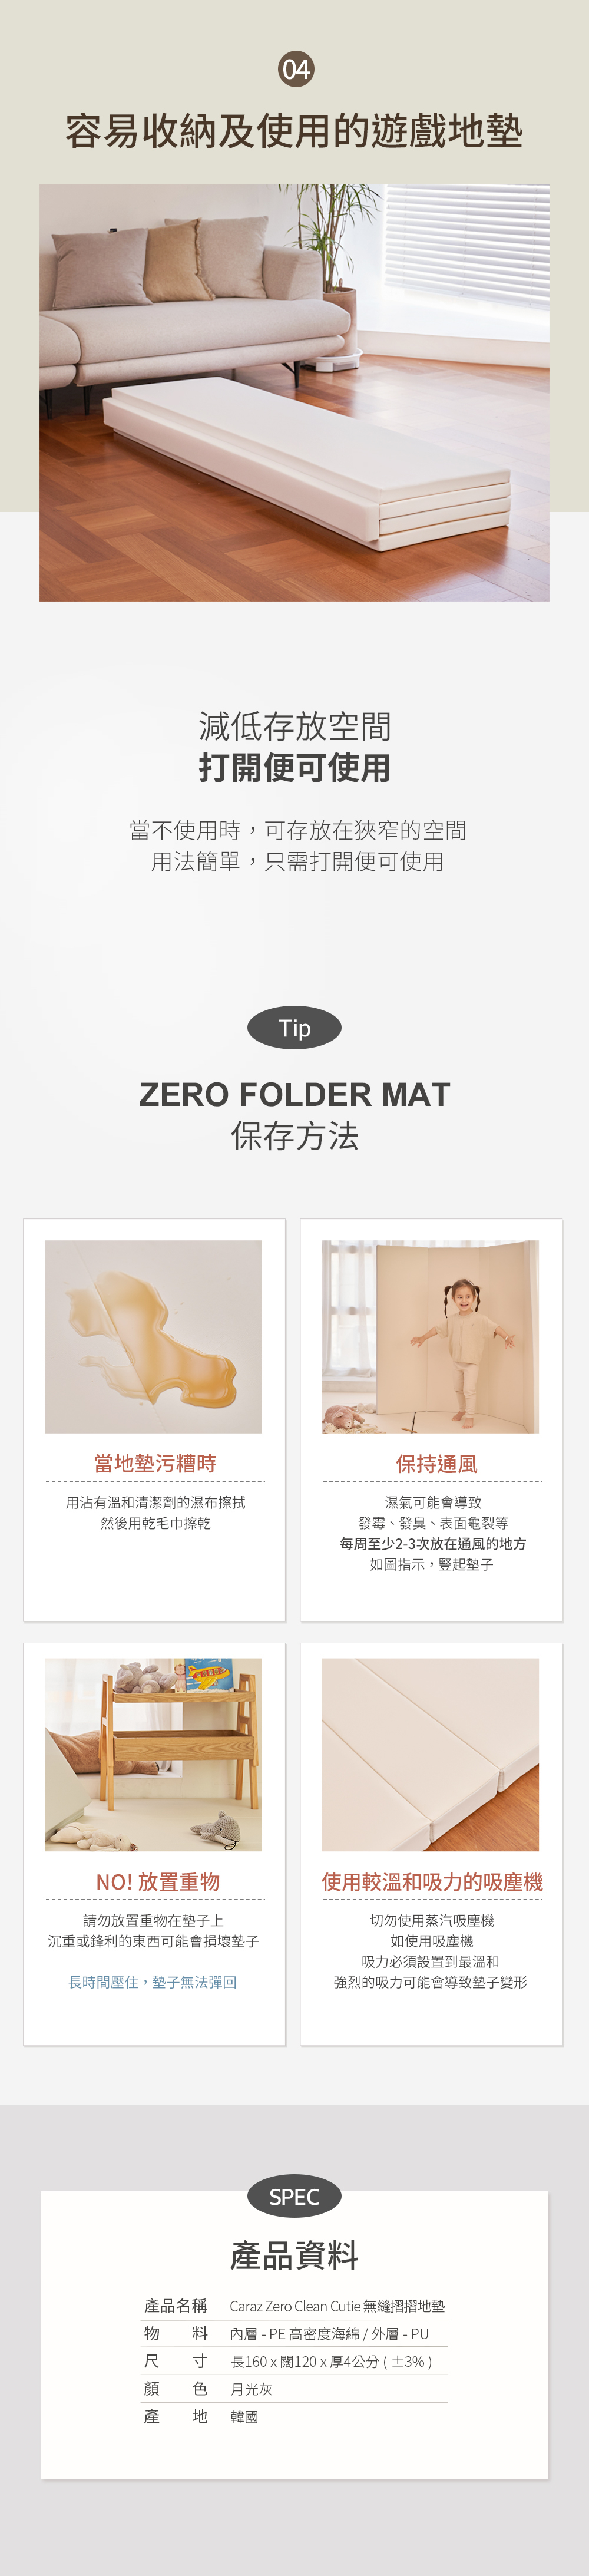 04
容易收納及使用的遊戲地墊
減低存放空間
打開便可使用
當不使用時，可存放在狹窄的空間
用法簡單，只需打開便可使用
Tip
ZERO FOLDER MAT
保存方法
當地墊污糟時
用沾有溫和清潔劑的濕布擦拭
然後用乾毛巾擦乾
保持通風
濕氣可能會導致
發霉、發臭、表面龜裂等
每周至少2-3次放在通風的地方
如圖指示，豎起墊子
NO! 放置重物
請勿放置重物在墊子上
沉重或鋒利的東西可能會損壞墊子
長時間壓住，墊子無法彈回
使用較溫和吸力的吸塵機
切勿使用蒸汽吸塵機
如使用吸塵機
吸力必須設置到最溫和
強烈的吸力可能會導致墊子變形
SPEC
產品資料
產品名稱 Caraz Zero Clean Cutie 無縫摺摺地墊
物 料 內層 - PE 高密度海綿 / 外層 - PU
尺 寸 長160 x 闊120 x 厚4公分 ( ±3% )
顏 色 月光灰
產 地 韓國